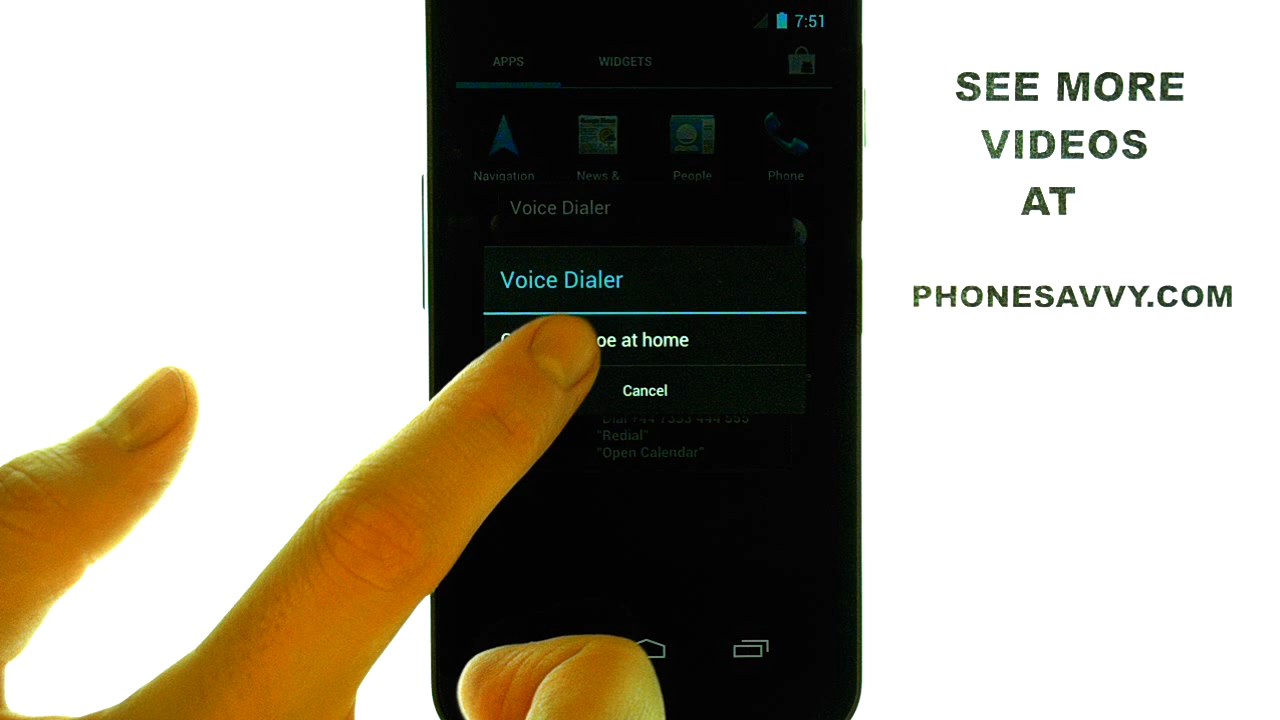 7:51
APPS WIDGETS
Navigation News & People Phone
Voice Dialer
Voice Dialer
at home
Cancel
"Redial"
"Open Calendar"
SEE MORE
VIDEOS
AT
PHONESAVVY.COM